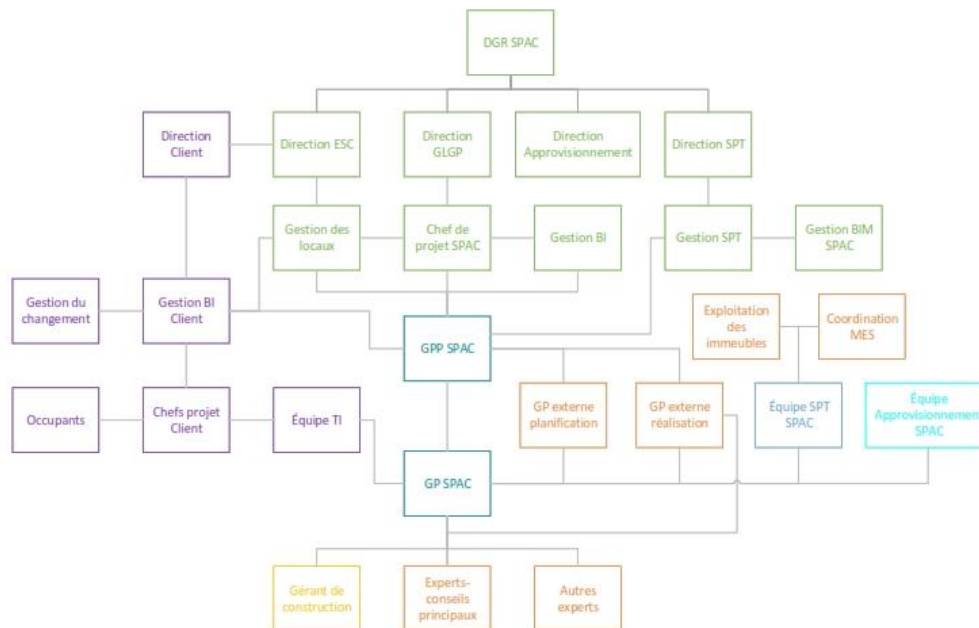 DGR SPAC
Direction
Client
Direction ESC
Direction
GLGP
Direction
Approvisionnement
Direction SPT
Gestion des
locaux
Chef de
projet SPAC
Gestion BI
Gestion SPT
Gestion BIM
SPAC
Gestion du
changement
Gestion BI
Client
GPP SPAC
Exploitation
des
immeubles
Coordination
MES
Occupants
Chefs projet
Client
Équipe TI
GP externe
planification
GP externe
réalisation
Équipe SPT
SPAC
Équipe
Approvisionnement
SPAC
GP SPAC
Gérant de
construction
Experts-
conseils
principaux
Autres
experts